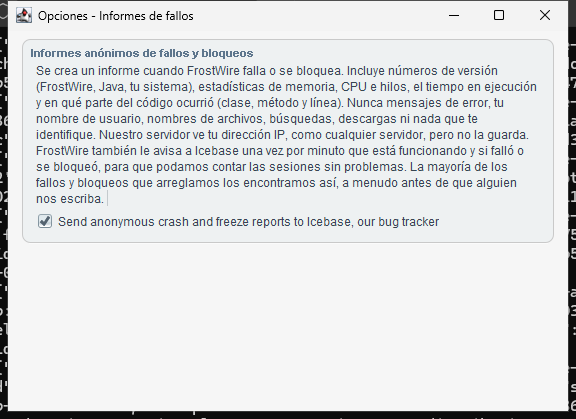 Opciones - Informes de fallos
Informes anónimos de fallos y bloqueos
Se crea un informe cuando FrostWire falla o se bloquea. Incluye números de versión
(FrostWire, Java, tu sistema), estadísticas de memoria, CPU e hilos, el tiempo en ejecución
y en qué parte del código ocurrió (clase, método y línea). Nunca mensajes de error, tu
nombre de usuario, nombres de archivos, búsquedas, descargas ni nada que te
identifique. Nuestro servidor ve tu dirección IP, como cualquier servidor, pero no la guarda.
FrostWire también le avisa a Icebase una vez por minuto que está funcionando y si falló o
se bloqueó, para que podamos contar las sesiones sin problemas. La mayoría de los
fallos y bloqueos que arreglamos los encontramos así, a menudo antes de que alguien
nos escriba.
Send anonymous crash and freeze reports to Icebase, our bug tracker